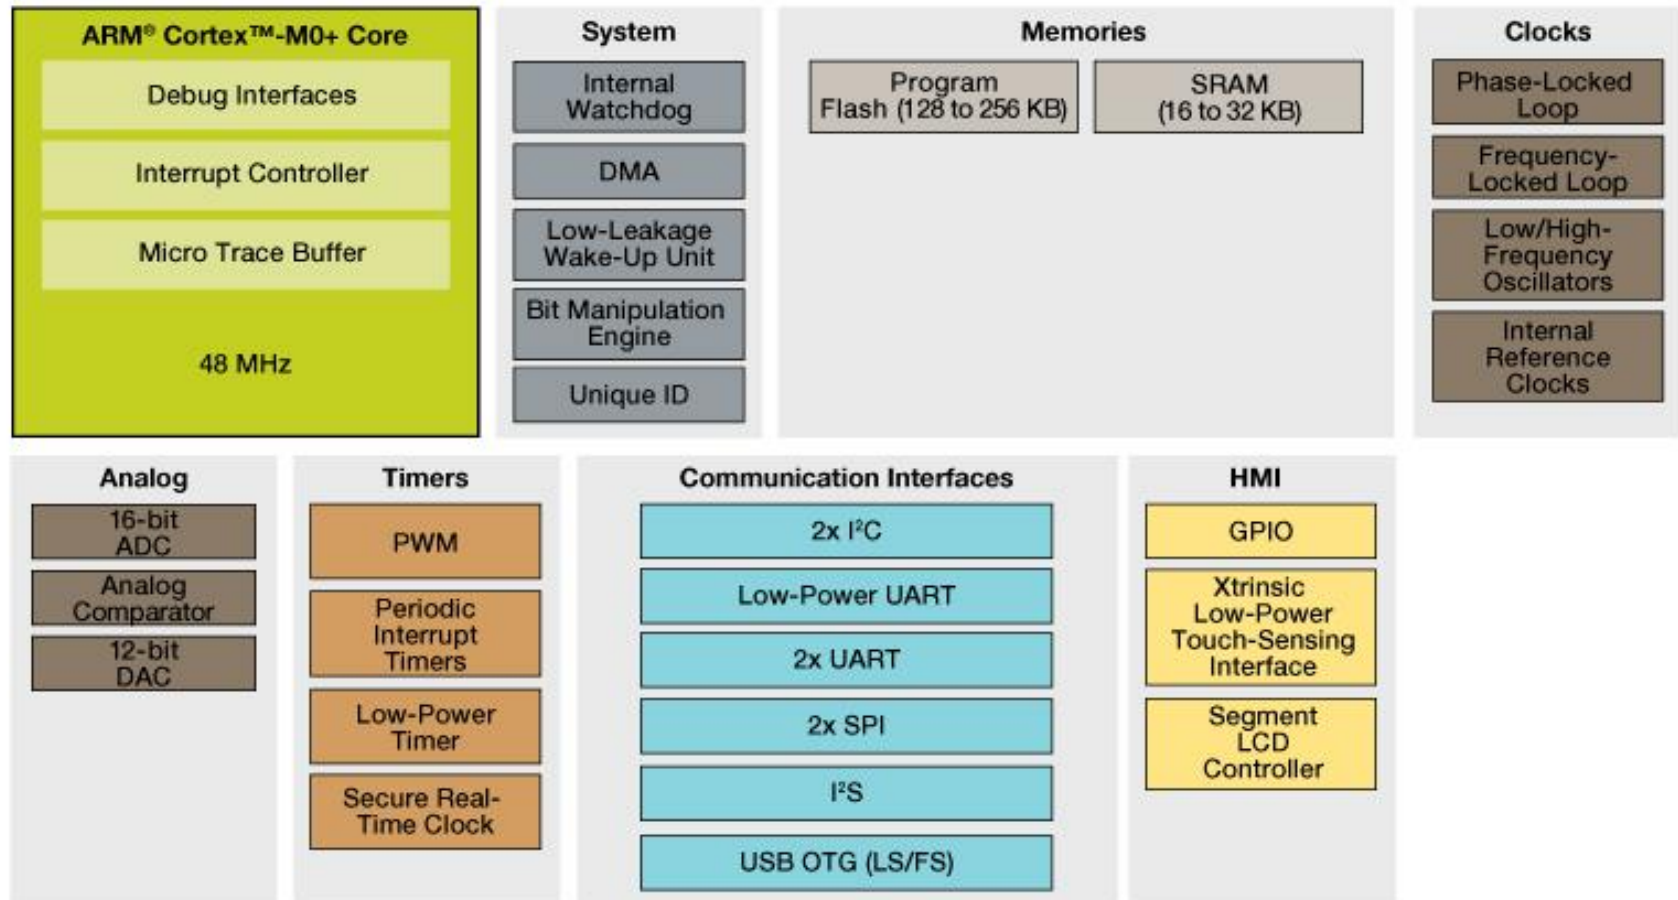 ARM® Cortex™-M0+ Core
Debug Interfaces
Interrupt Controller
Micro Trace Buffer
48 MHz
System
Internal
Watchdog
DMA
Low-Leakage
Wake-Up Unit
Bit Manipulation
Engine
Unique ID
Memories
Program
Flash (128 to 256 KB)
SRAM
(16 to 32 KB)
Clocks
Phase-Locked
Loop
Frequency-
Locked Loop
Low/High-
Frequency
Oscillators
Internal
Reference
Clocks
Analog
16-bit
ADC
Analog
Comparator
12-bit
DAC
Timers
PWM
Periodic
Interrupt
Timers
Low-Power
Timer
Secure Real-
Time Clock
Communication Interfaces
2x I²C
Low-Power UART
2x UART
2x SPI
I²S
USB OTG (LS/FS)
HMI
GPIO
Xtrinsic
Low-Power
Touch-Sensing
Interface
Segment
LCD
Controller